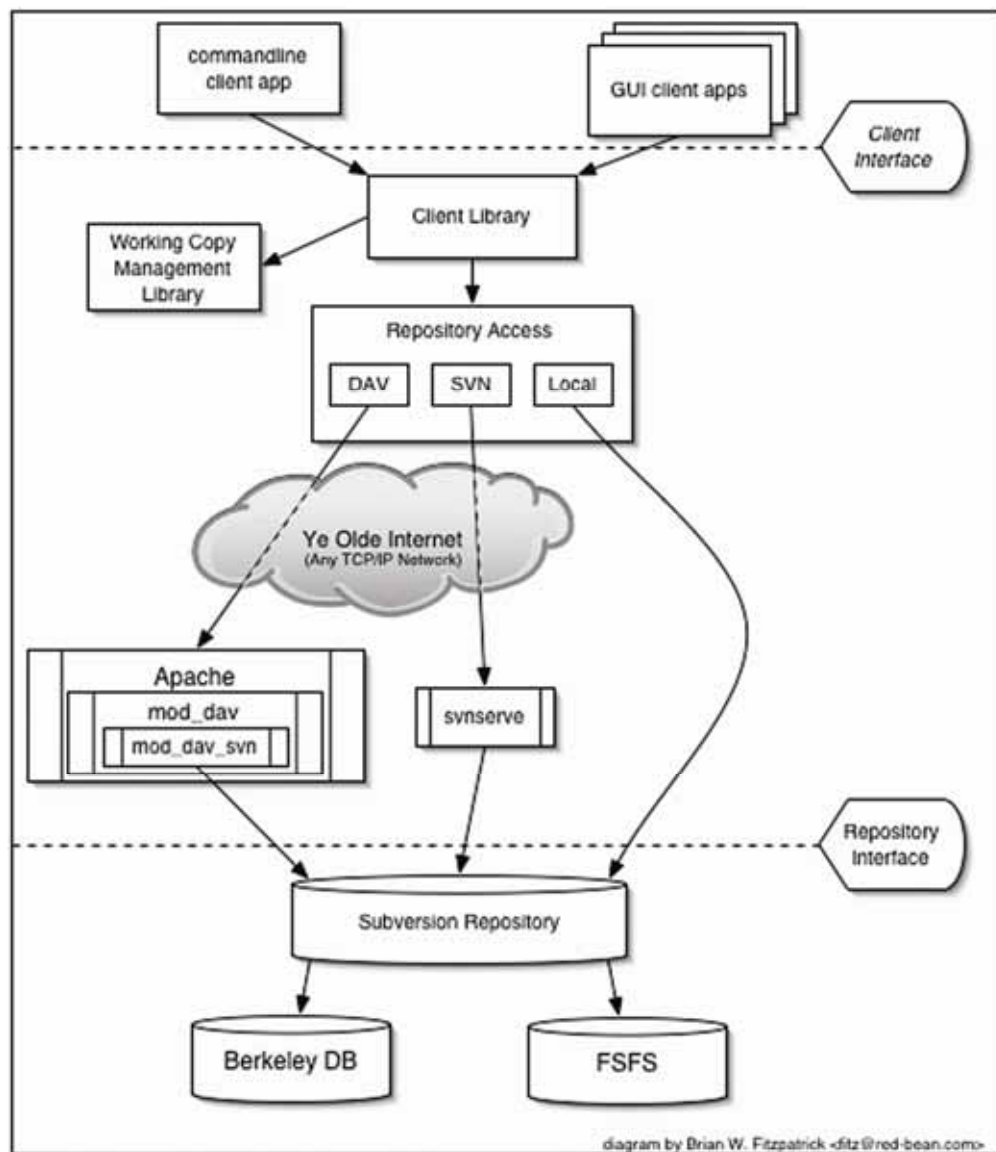 commandline
client app
GUI client apps
Client
Interface
Client Library
Working Copy
Management
Library
Repository Access
DAV
SVN
Local
Ye Olde Internet
(Any TCP/IP Network)
Apache
mod_dav
mod_dav_svn
svnserve
Repository
Interface
Subversion Repository
Berkeley DB
FSFS
diagram by Brian W. Fitzpatrick <fitz@red-bean.com>